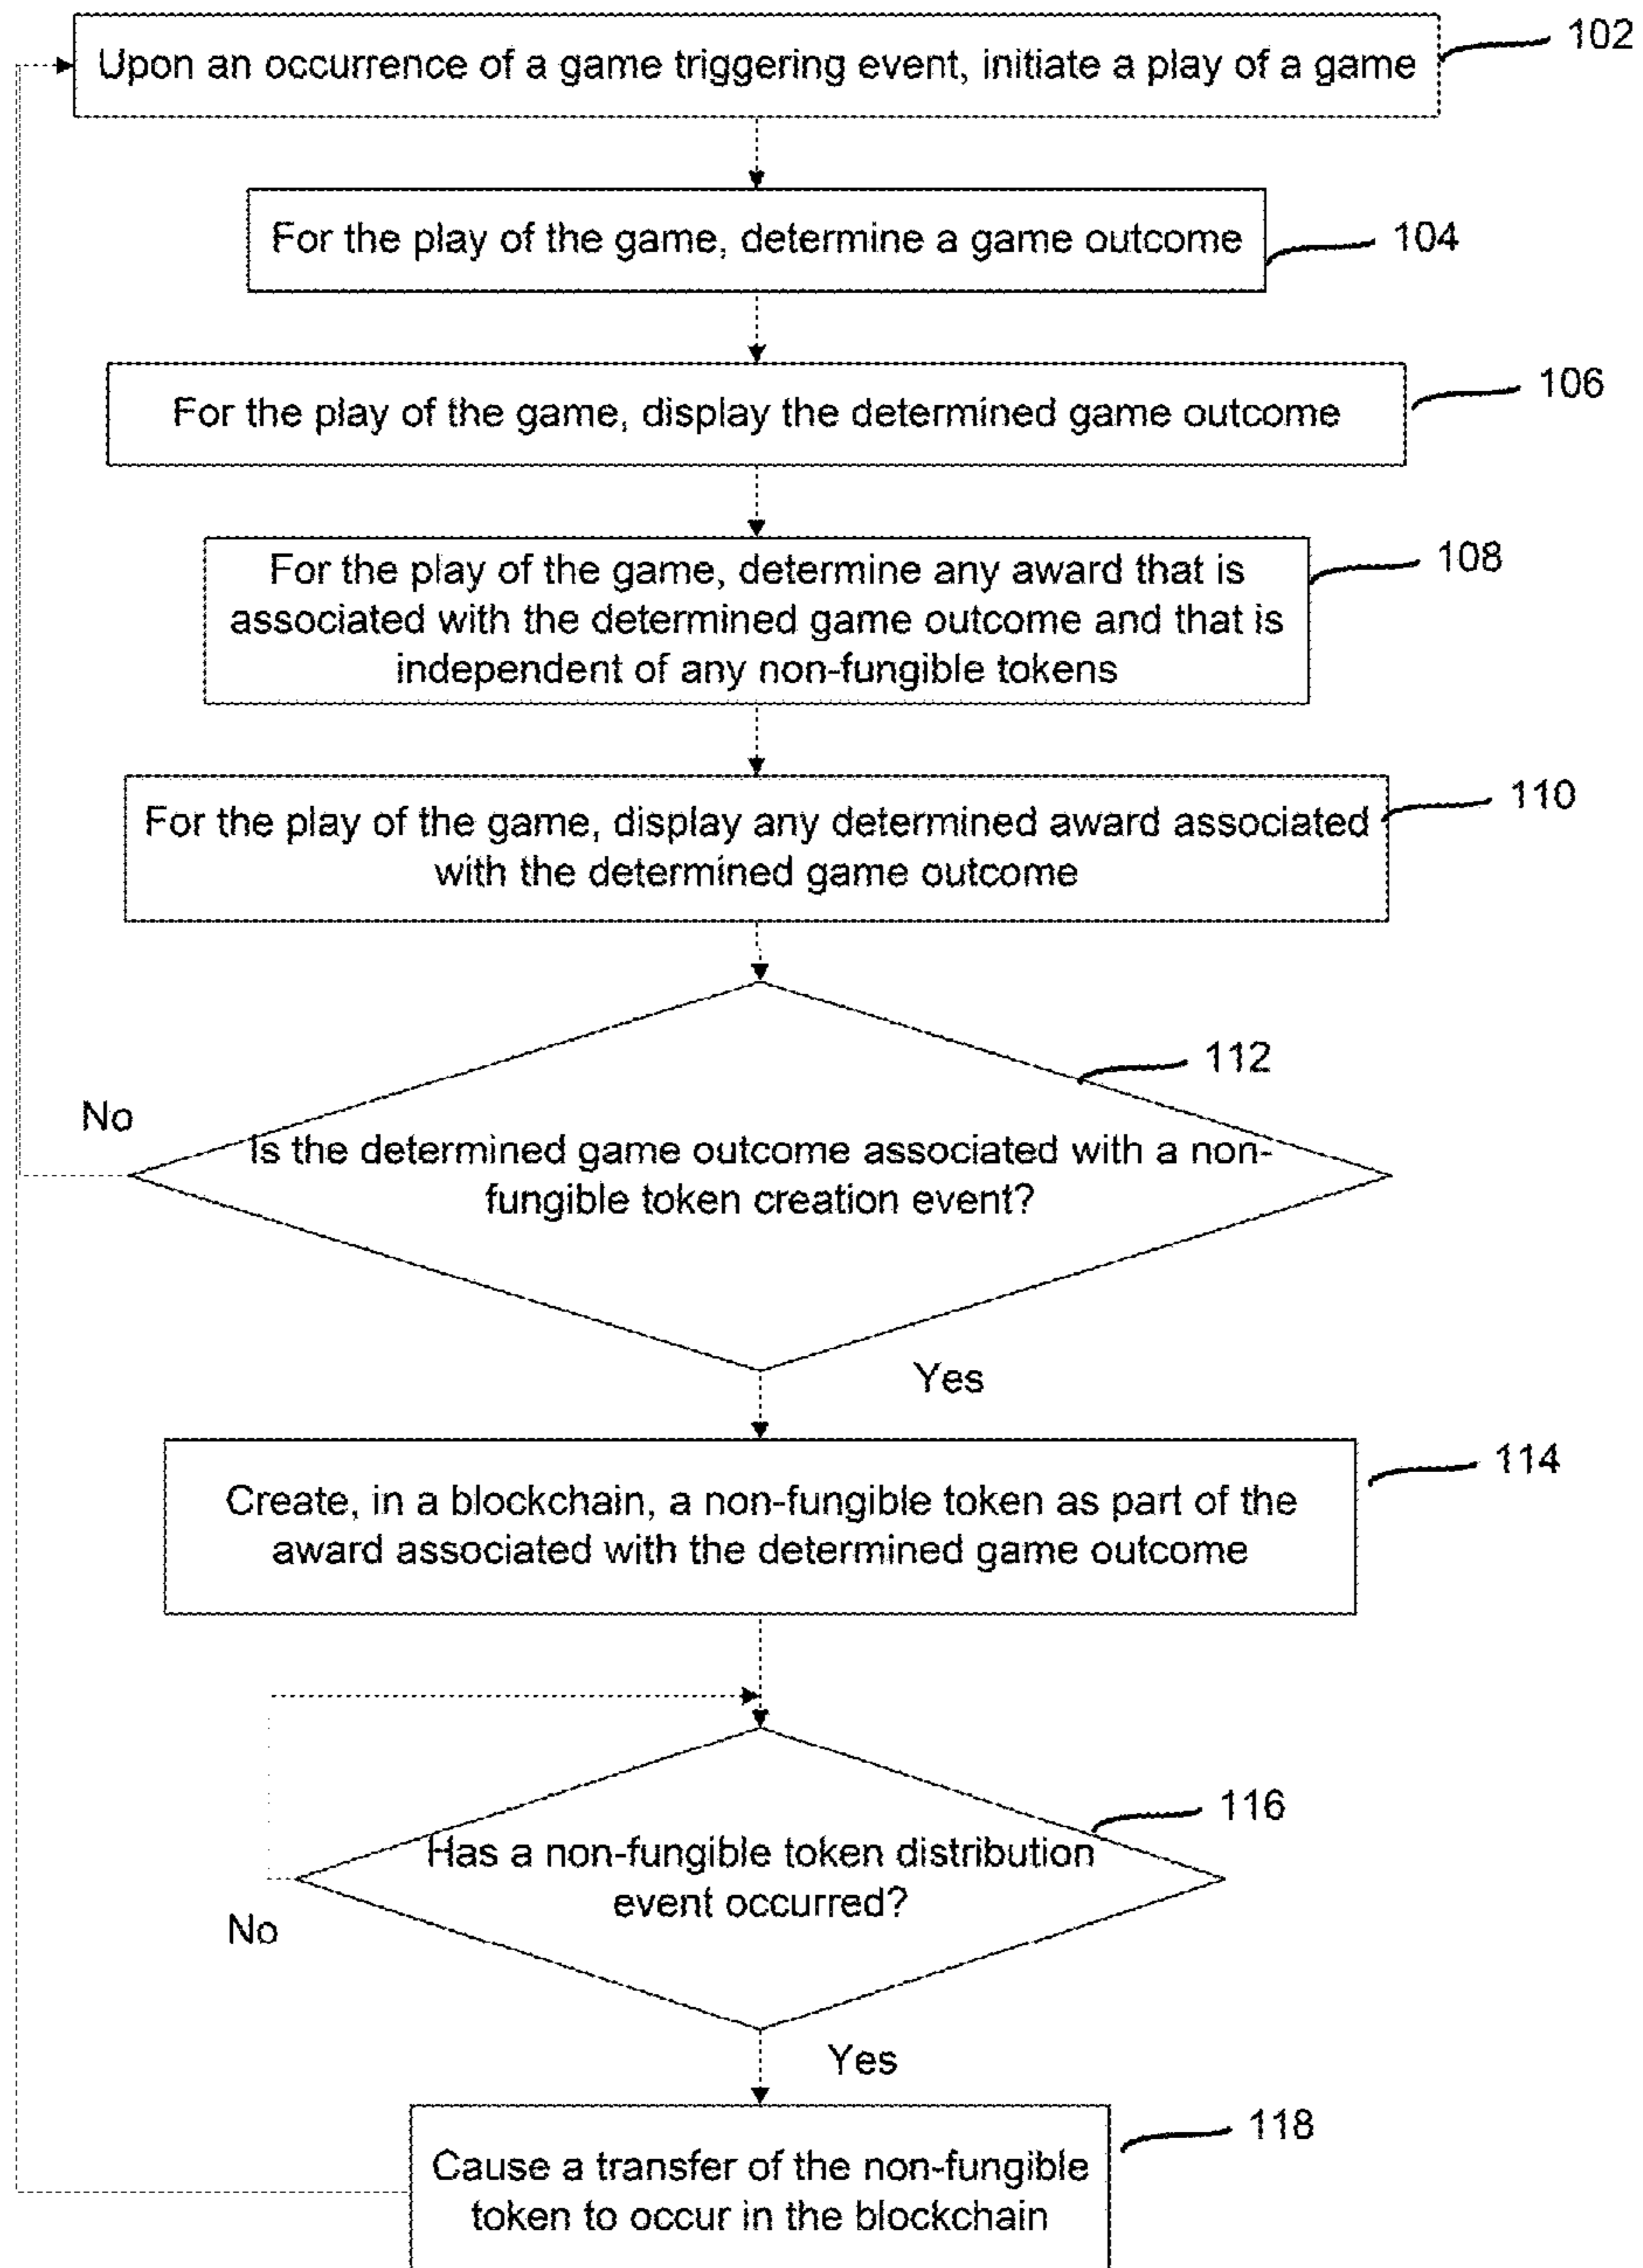 Upon an occurrence of a game triggering event, initiate a play of a game
102
For the play of the game, determine a game outcome
104
For the play of the game, display the determined game outcome
106
For the play of the game, determine any award that is
associated with the determined game outcome and that is
independent of any non-fungible tokens
108
For the play of the game, display any determined award associated
with the determined game outcome
110
112
No
Is the determined game outcome associated with a non-
fungible token creation event?
Yes
Create, in a blockchain, a non-fungible token as part of the
award associated with the determined game outcome
114
116
Has a non-fungible token distribution
event occurred?
No
Yes
Cause a transfer of the non-fungible
token to occur in the blockchain
118